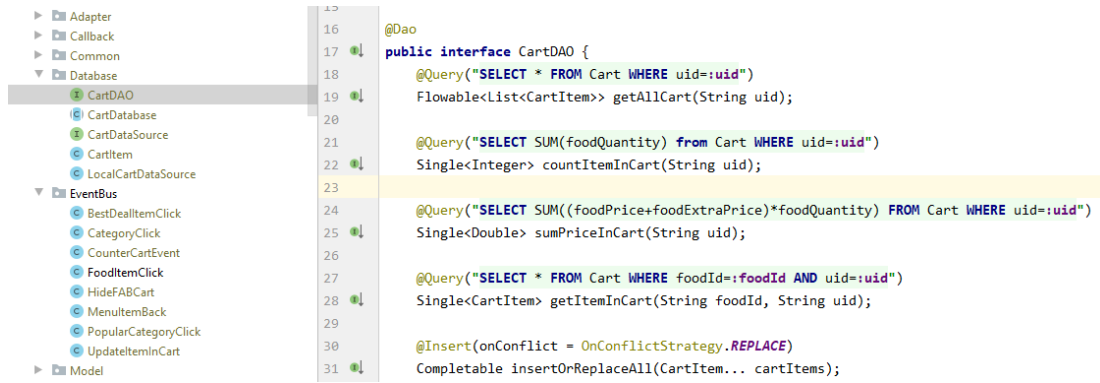 Adapter
Callback
Common
Database
CartDAO
CartDatabase
CartDataSource
CartItem
LocalCartDataSource
EventBus
BestDealItemClick
CategoryClick
CounterCartEvent
FoodItemClick
HideFABCart
MenuItemBack
PopularCategoryClick
UpdateItemInCart
Model
15
16 @Dao
17 public interface CartDAO {
18 @Query("SELECT * FROM Cart WHERE uid=:uid")
19 Flowable<List<CartItem>> getAllCart(String uid);
20
21 @Query("SELECT SUM(foodQuantity) from Cart WHERE uid=:uid")
22 Single<Integer> countItemInCart(String uid);
23
24 @Query("SELECT SUM((foodPrice+foodExtraPrice)*foodQuantity) FROM Cart WHERE uid=:uid")
25 Single<Double> sumPriceInCart(String uid);
26
27 @Query("SELECT * FROM Cart WHERE foodId=:foodId AND uid=:uid")
28 Single<CartItem> getItemInCart(String foodId, String uid);
29
30 @Insert(onConflict = OnConflictStrategy.REPLACE)
31 Completable insertOrReplaceAll(CartItem... cartItems);